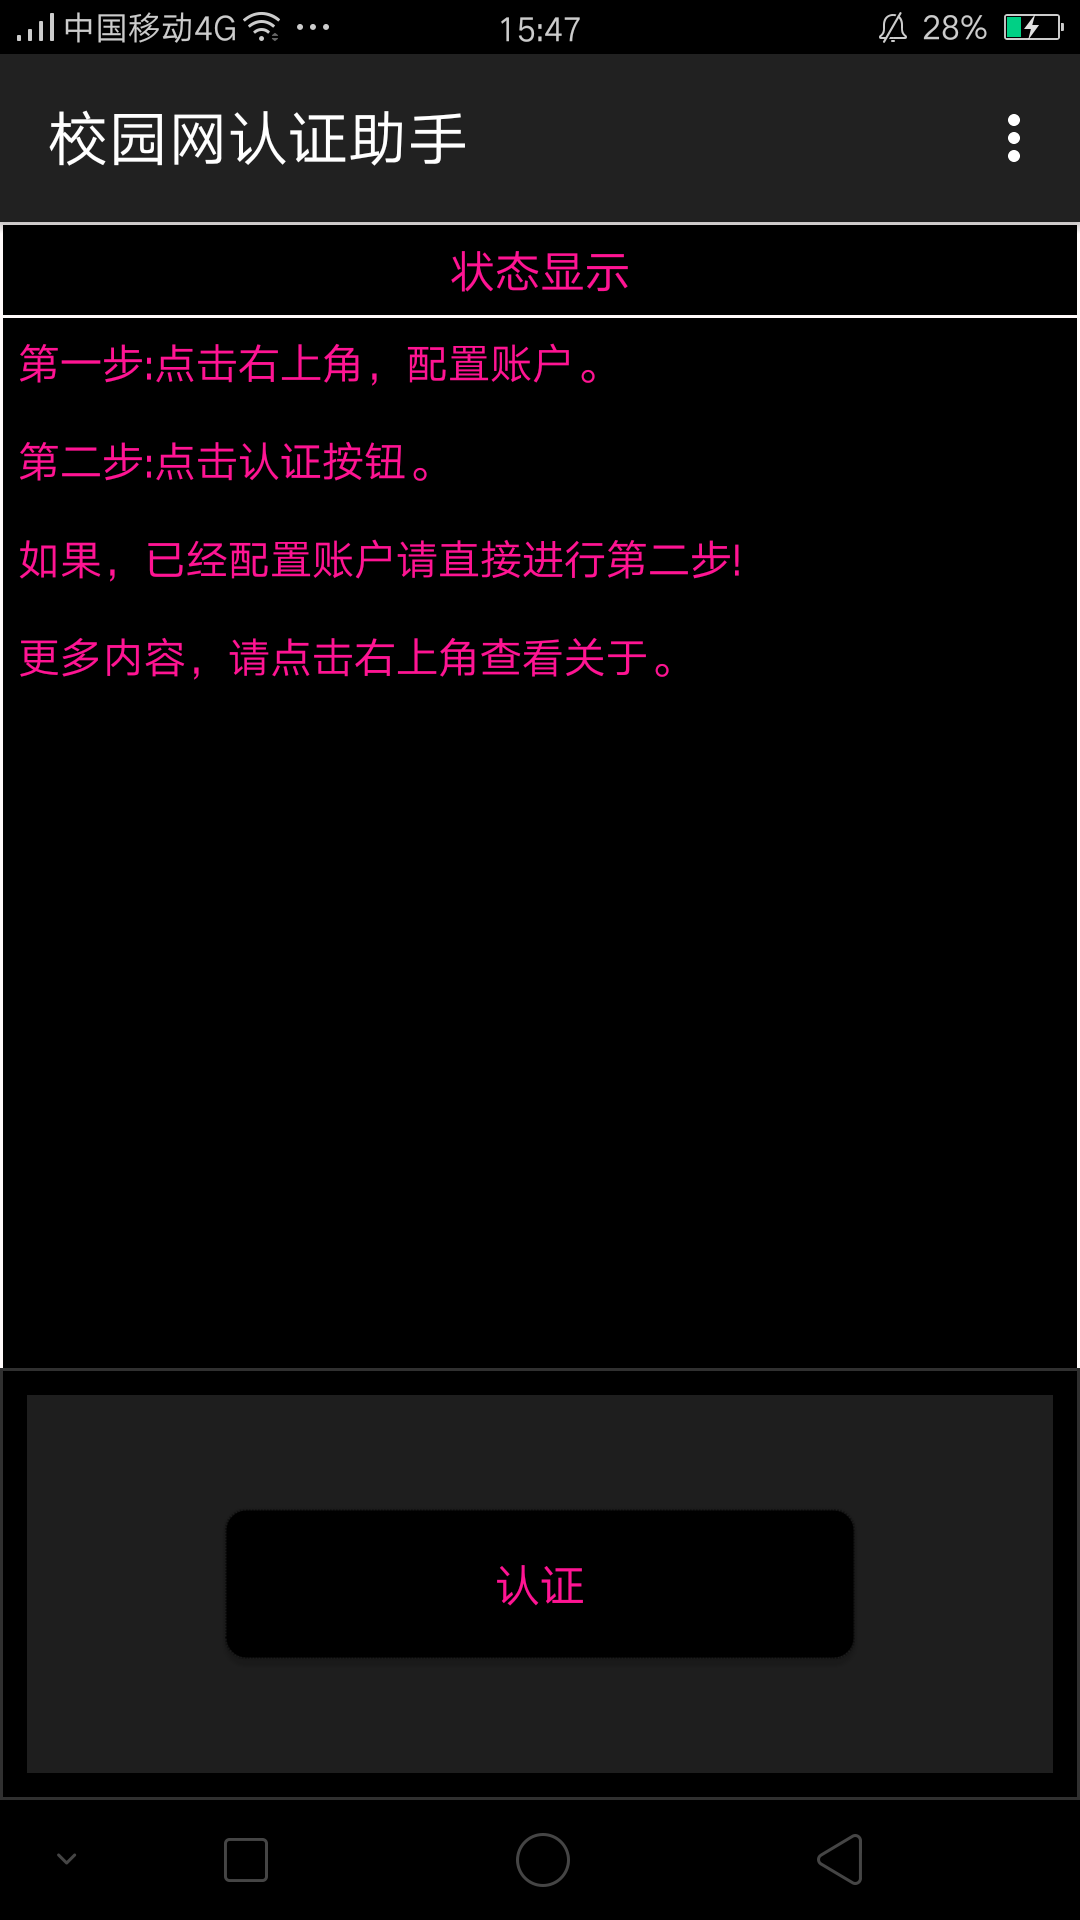 中国移动4G 15:47 28%
校园网认证助手
状态显示
第一步:点击右上角，配置账户。
第二步:点击认证按钮。
如果，已经配置账户请直接进行第二步!
更多内容，请点击右上角查看关于。
认证